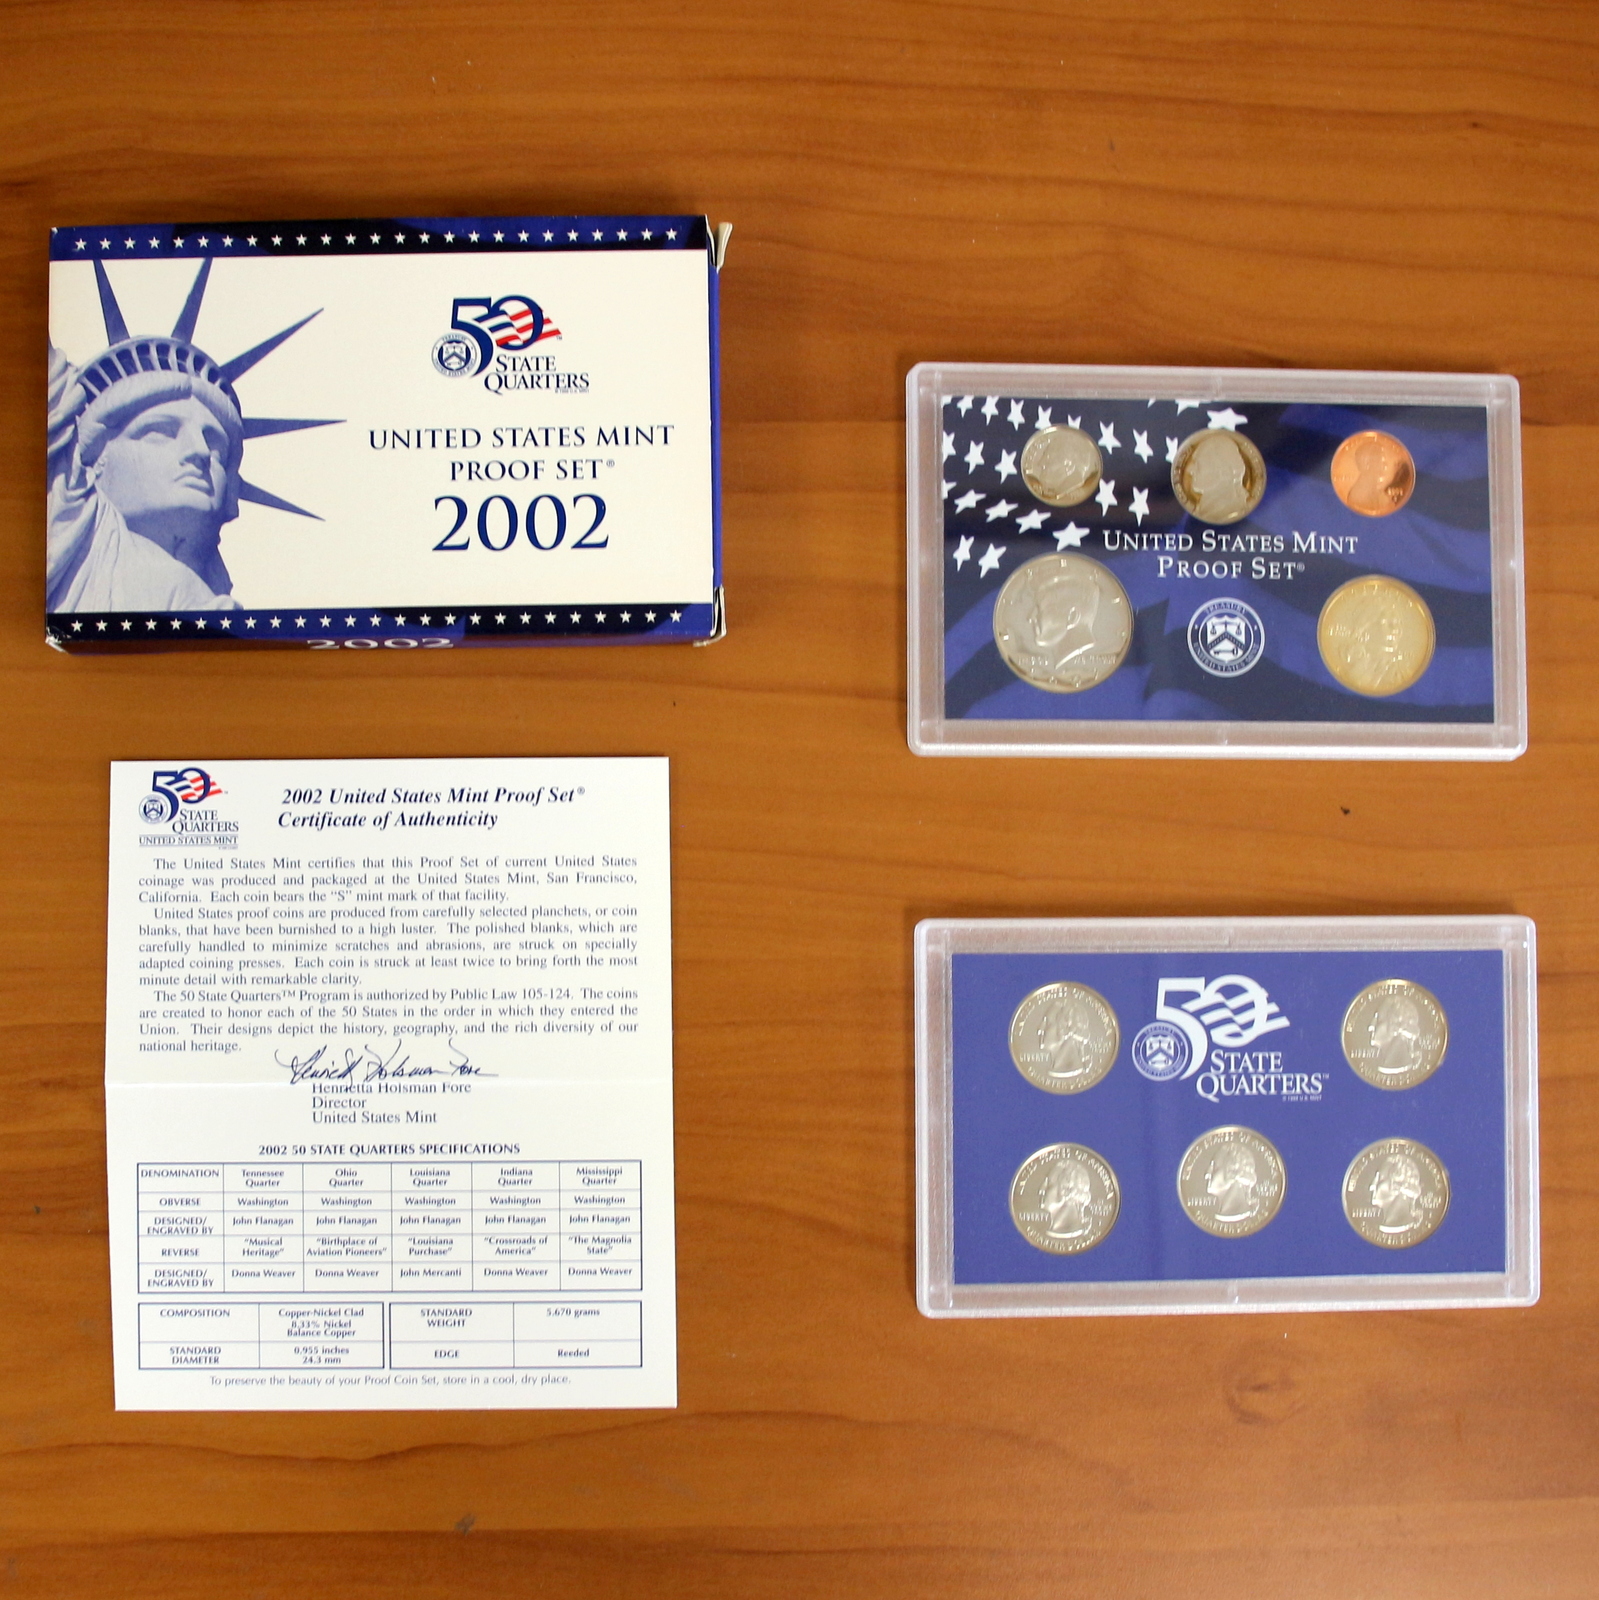 50
STATE
QUARTERS
UNITED STATES MINT
PROOF SET®
2002
2002
UNITED STATES MINT
PROOF SET®
TREASURY
UNITED STATES MINT
50
STATE
QUARTERS
UNITED STATES MINT
2002 United States Mint Proof Set®
Certificate of Authenticity
The United States Mint certifies that this Proof Set of current United States
coinage was produced and packaged at the United States Mint, San Francisco,
California. Each coin bears the “S” mint mark of that facility.
United States proof coins are produced from carefully selected planchets, or coin
blanks, that have been burnished to a high luster. The polished blanks, which are
carefully handled to minimize scratches and abrasions, are struck on specially
adapted coining presses. Each coin is struck at least twice to bring forth the most
minute detail with remarkable clarity.
The 50 State Quarters™ Program is authorized by Public Law 105-124. The coins
are created to honor each of the 50 States in the order in which they entered the
Union. Their designs depict the history, geography, and the rich diversity of our
national heritage.
Henrietta Holsman Fore
Henrietta Holsman Fore
Director
United States Mint
2002 50 STATE QUARTERS SPECIFICATIONS
DENOMINATION Tennessee Quarter Ohio Quarter Louisiana Quarter Indiana Quarter Mississippi Quarter
OBVERSE Washington Washington Washington Washington Washington
DESIGNED/ENGRAVED BY John Flanagan John Flanagan John Flanagan John Flanagan John Flanagan
REVERSE “Musical Heritage” “Birthplace of Aviation Pioneers” “Louisiana Purchase” “Crossroads of America” “The Magnolia State”
DESIGNED/ENGRAVED BY Donna Weaver Donna Weaver John Mercanti Donna Weaver Donna Weaver
COMPOSITION Copper-Nickel Clad 8.33% Nickel Balance Copper STANDARD WEIGHT 5.670 grams
STANDARD DIAMETER 0.955 inches 24.3 mm EDGE Reeded
To preserve the beauty of your Proof Coin Set, store in a cool, dry place.
50
STATE
QUARTERS™
LIBERTY
LIBERTY
LIBERTY
LIBERTY
LIBERTY